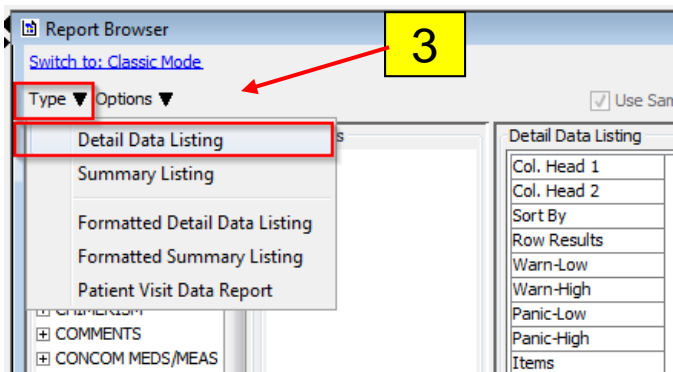 Report Browser
3
Switch to: Classic Mode
Type ▼ Options ▼
Use Sam
Detail Data Listing
Summary Listing
Formatted Detail Data Listing
Formatted Summary Listing
Patient Visit Data Report
CHIMERISM
COMMENTS
CONCOM MEDS/MEAS
s
Detail Data Listing
Col. Head 1
Col. Head 2
Sort By
Row Results
Warn-Low
Warn-High
Panic-Low
Panic-High
Items